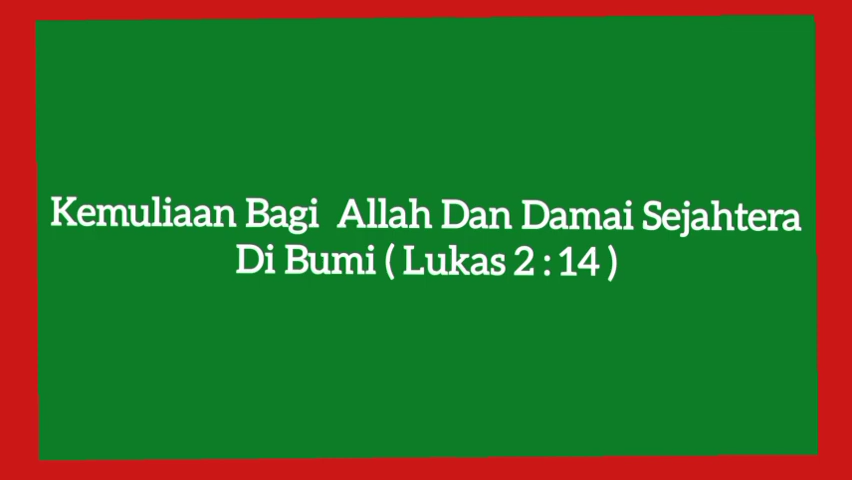 Kemuliaan Bagi  Allah Dan Damai Sejahtera
Di Bumi ( Lukas 2 : 14 )